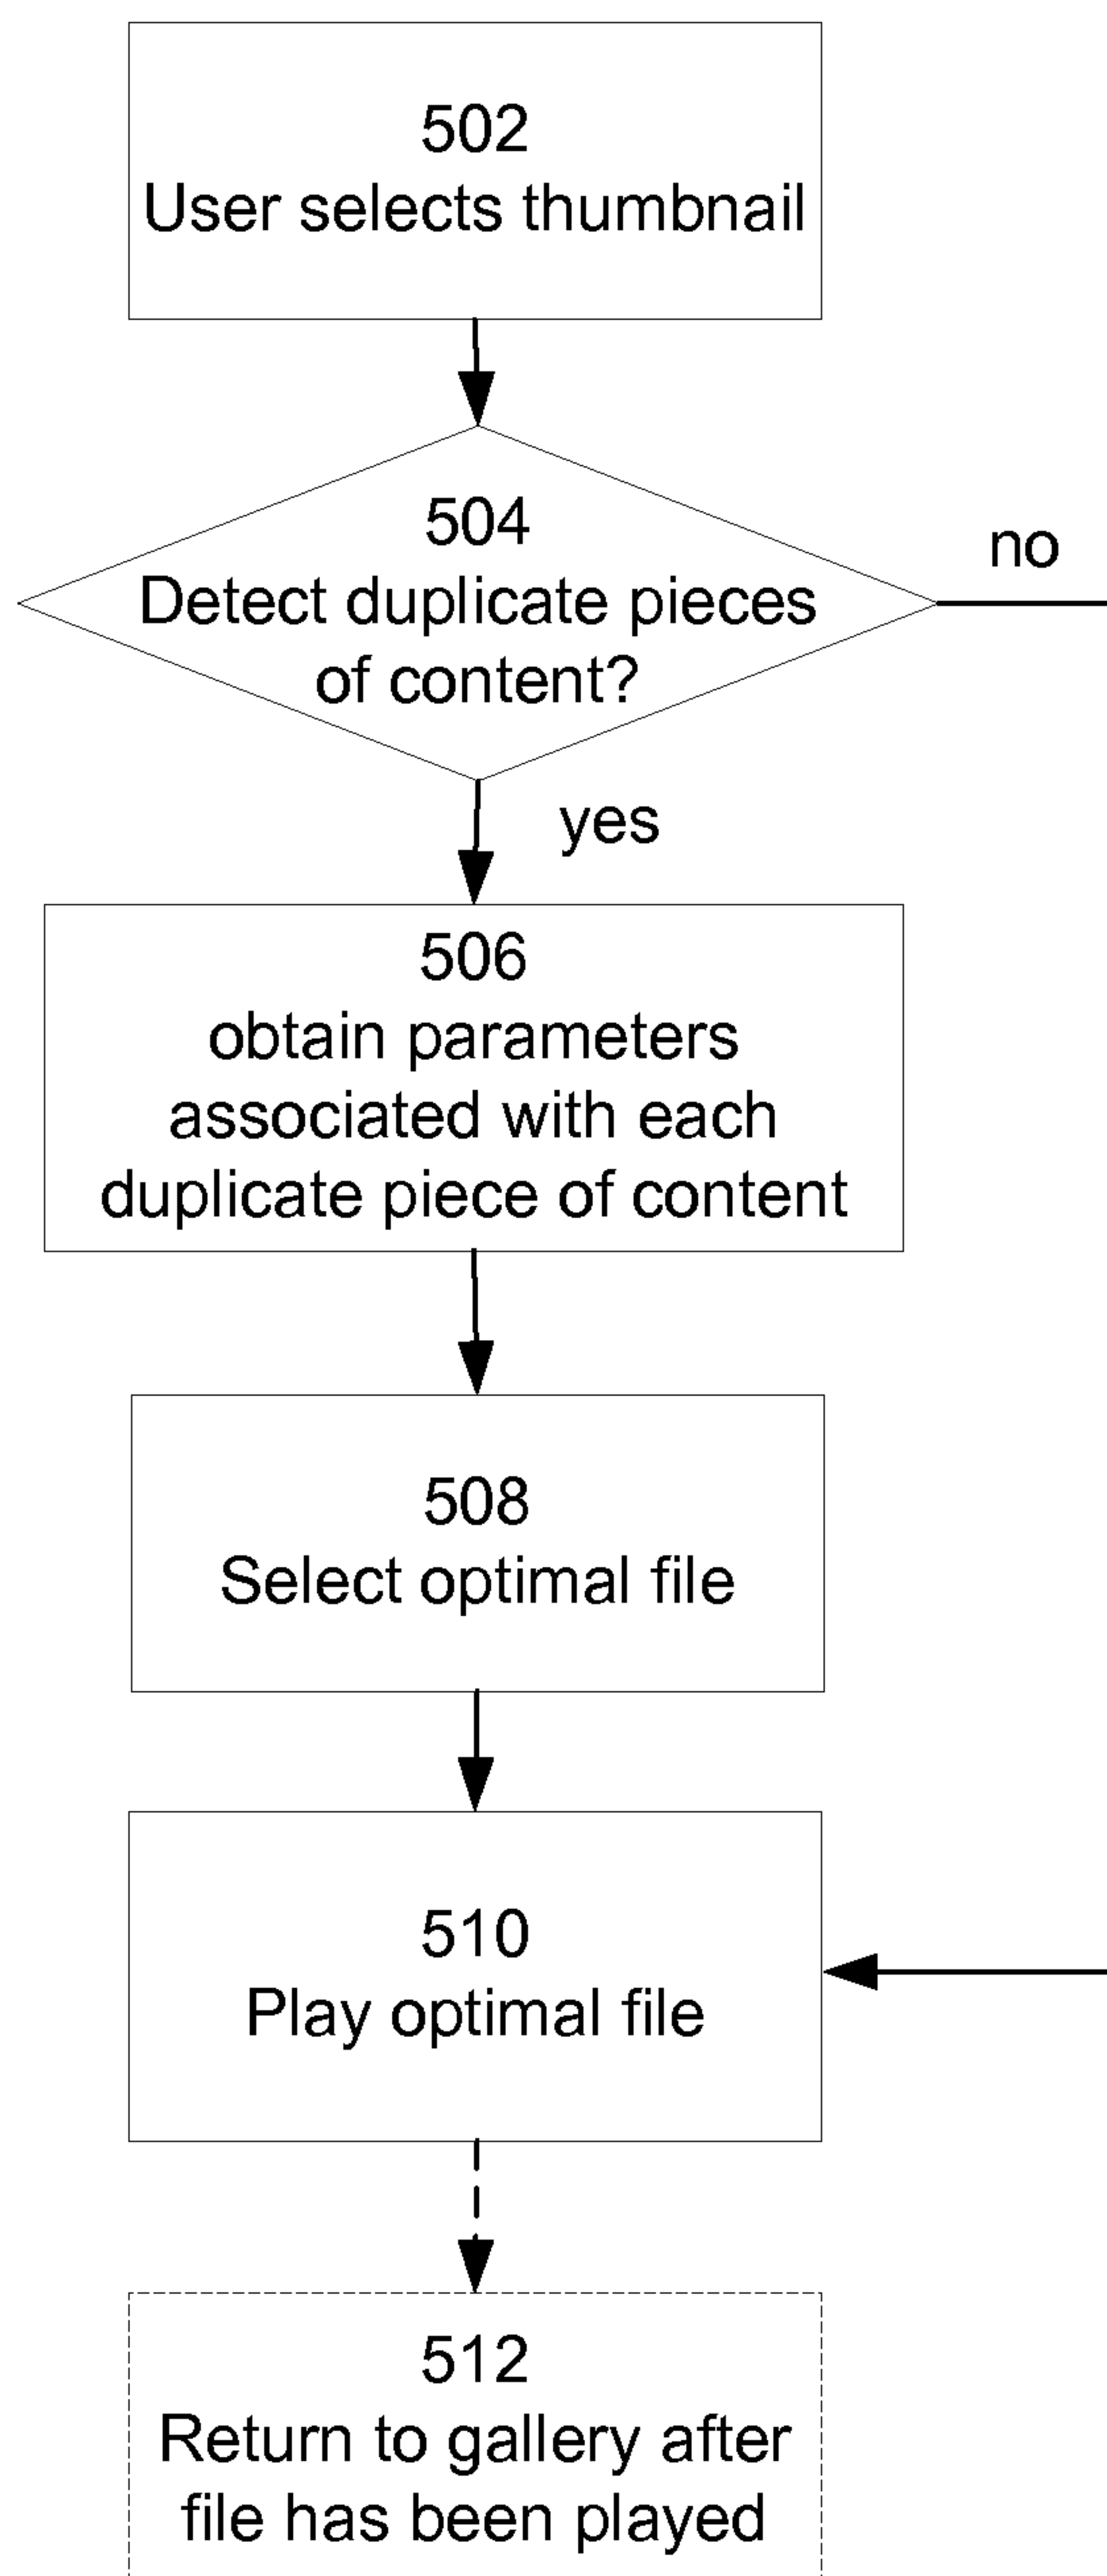 502
User selects thumbnail
504
Detect duplicate pieces
of content?
no
yes
506
obtain parameters
associated with each
duplicate piece of content
508
Select optimal file
510
Play optimal file
512
Return to gallery after
file has been played